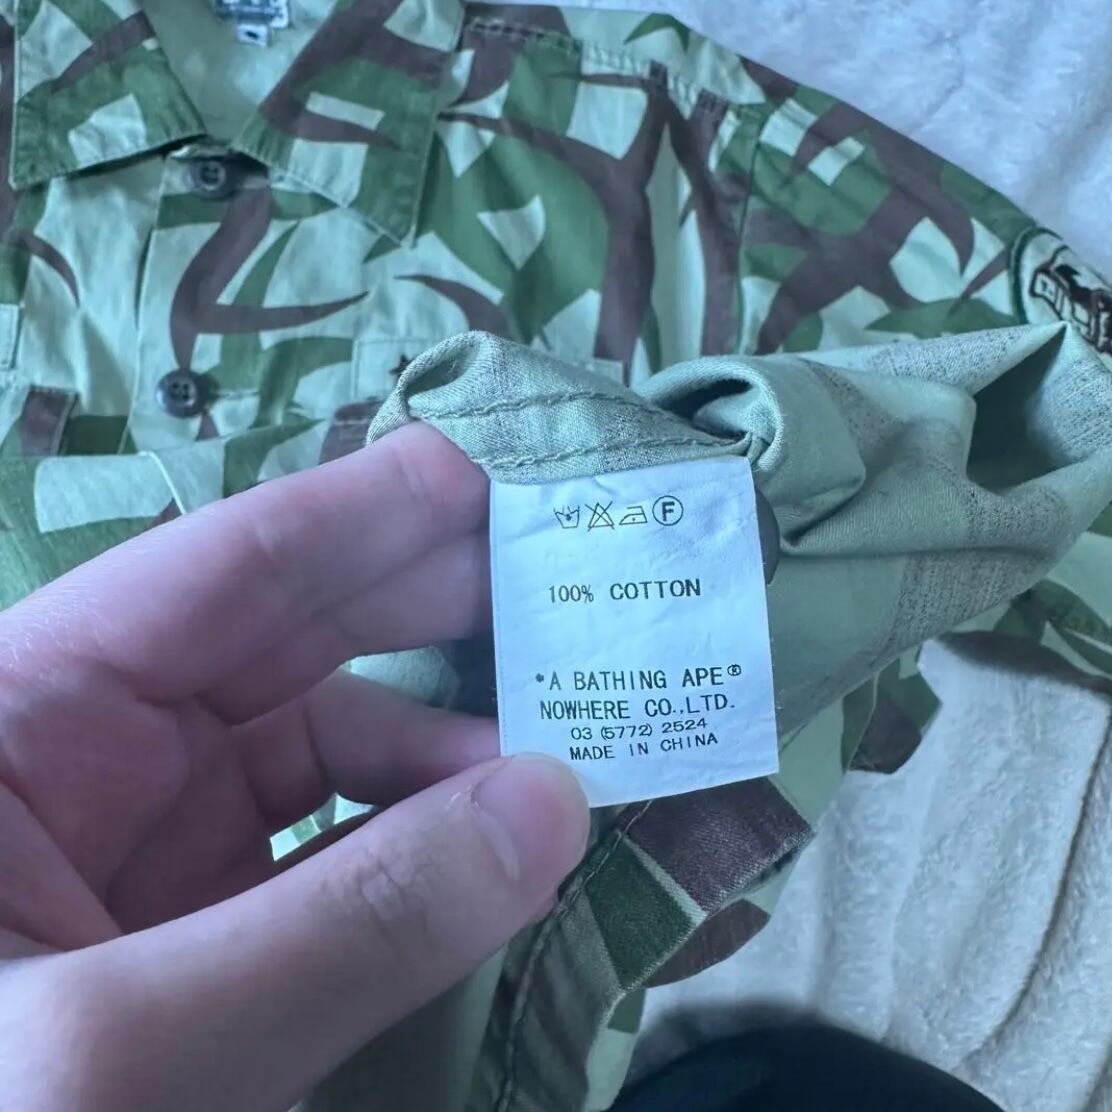 F
100% COTTON
*A BATHING APE®
NOWHERE CO.,LTD.
03 (5772) 2524
MADE IN CHINA